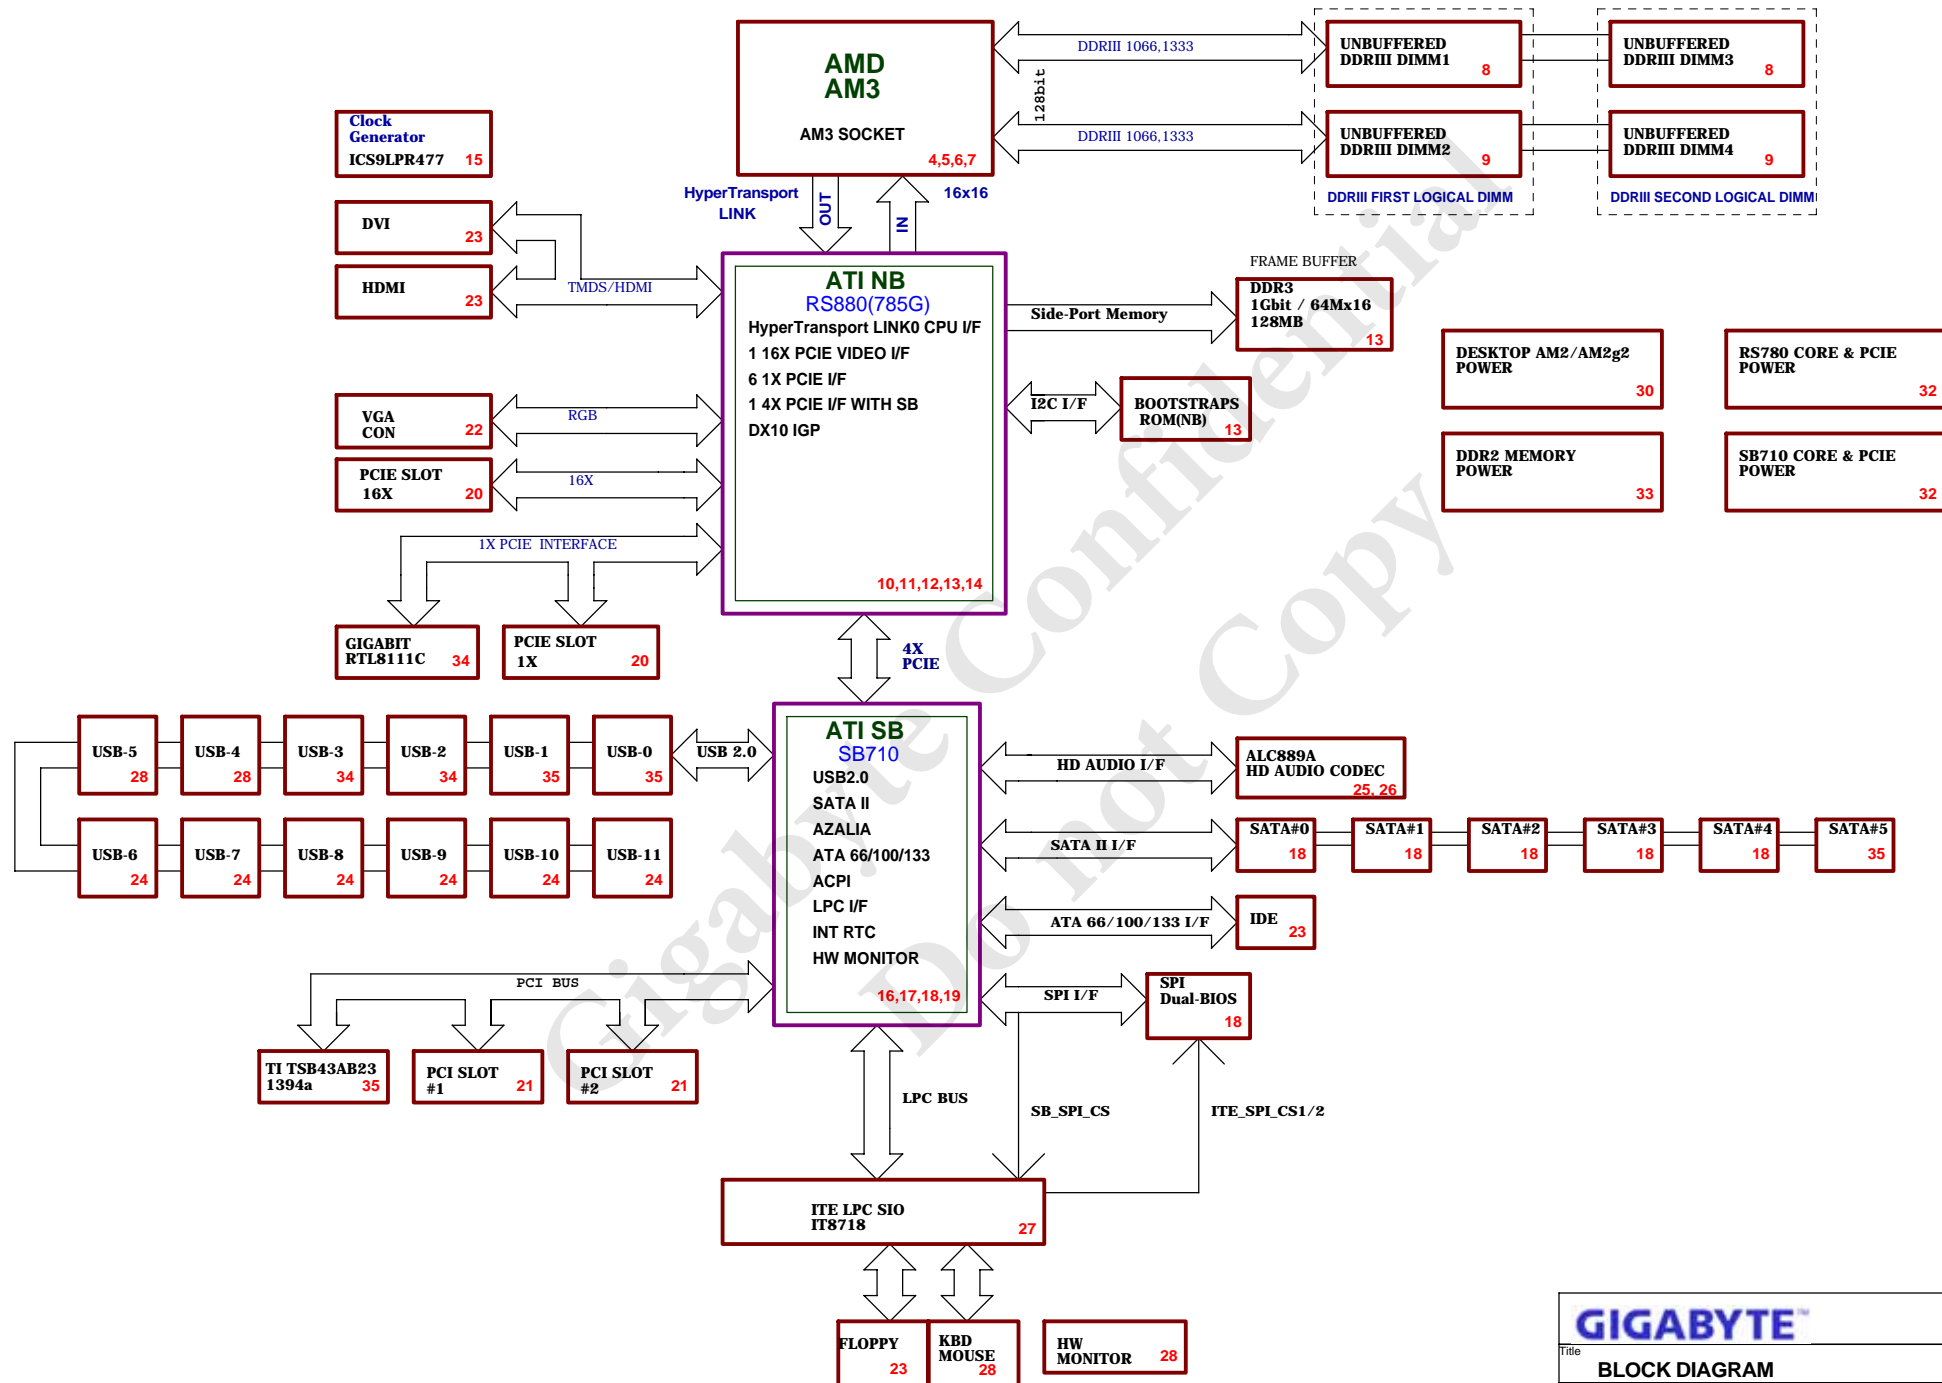 AMD
AM3
AM3 SOCKET
4,5,6,7
DDRIII 1066,1333
128bit
DDRIII 1066,1333
UNBUFFERED
DDRIII DIMM1
8
UNBUFFERED
DDRIII DIMM3
8
UNBUFFERED
DDRIII DIMM2
9
UNBUFFERED
DDRIII DIMM4
9
DDRIII FIRST LOGICAL DIMM
DDRIII SECOND LOGICAL DIMM
Clock
Generator
ICS9LPR477 15
HyperTransport
LINK
OUT
IN
16x16
DVI
23
HDMI
23
TMDS/HDMI
ATI NB
RS880(785G)
HyperTransport LINK0 CPU I/F
1 16X PCIE VIDEO I/F
6 1X PCIE I/F
1 4X PCIE I/F WITH SB
DX10 IGP
10,11,12,13,14
FRAME BUFFER
Side-Port Memory
DDR3
1Gbit / 64Mx16
128MB
13
I2C I/F
BOOTSTRAPS
ROM(NB)
13
DESKTOP AM2/AM2g2
POWER
30
RS780 CORE & PCIE
POWER
32
DDR2 MEMORY
POWER
33
SB710 CORE & PCIE
POWER
32
VGA
CON
22
RGB
PCIE SLOT
16X
20
16X
1X PCIE INTERFACE
GIGABIT
RTL8111C 34
PCIE SLOT
1X
20
4X
PCIE
USB-5
28
USB-4
28
USB-3
34
USB-2
34
USB-1
35
USB-0
35
USB 2.0
USB-6
24
USB-7
24
USB-8
24
USB-9
24
USB-10
24
USB-11
24
ATI SB
SB710
USB2.0
SATA II
AZALIA
ATA 66/100/133
ACPI
LPC I/F
INT RTC
HW MONITOR
16,17,18,19
HD AUDIO I/F
ALC889A
HD AUDIO CODEC
25, 26
SATA II I/F
SATA#0
18
SATA#1
18
SATA#2
18
SATA#3
18
SATA#4
18
SATA#5
35
ATA 66/100/133 I/F
IDE
23
SPI I/F
SPI
Dual-BIOS
18
PCI BUS
TI TSB43AB23
1394a
35
PCI SLOT
#1
21
PCI SLOT
#2
21
LPC BUS
SB_SPI_CS
ITE_SPI_CS1/2
ITE LPC SIO
IT8718
27
FLOPPY
23
KBD
MOUSE
28
HW
MONITOR
28
Gigabyte Confidential
Do not Copy
GIGABYTE™
Title
BLOCK DIAGRAM